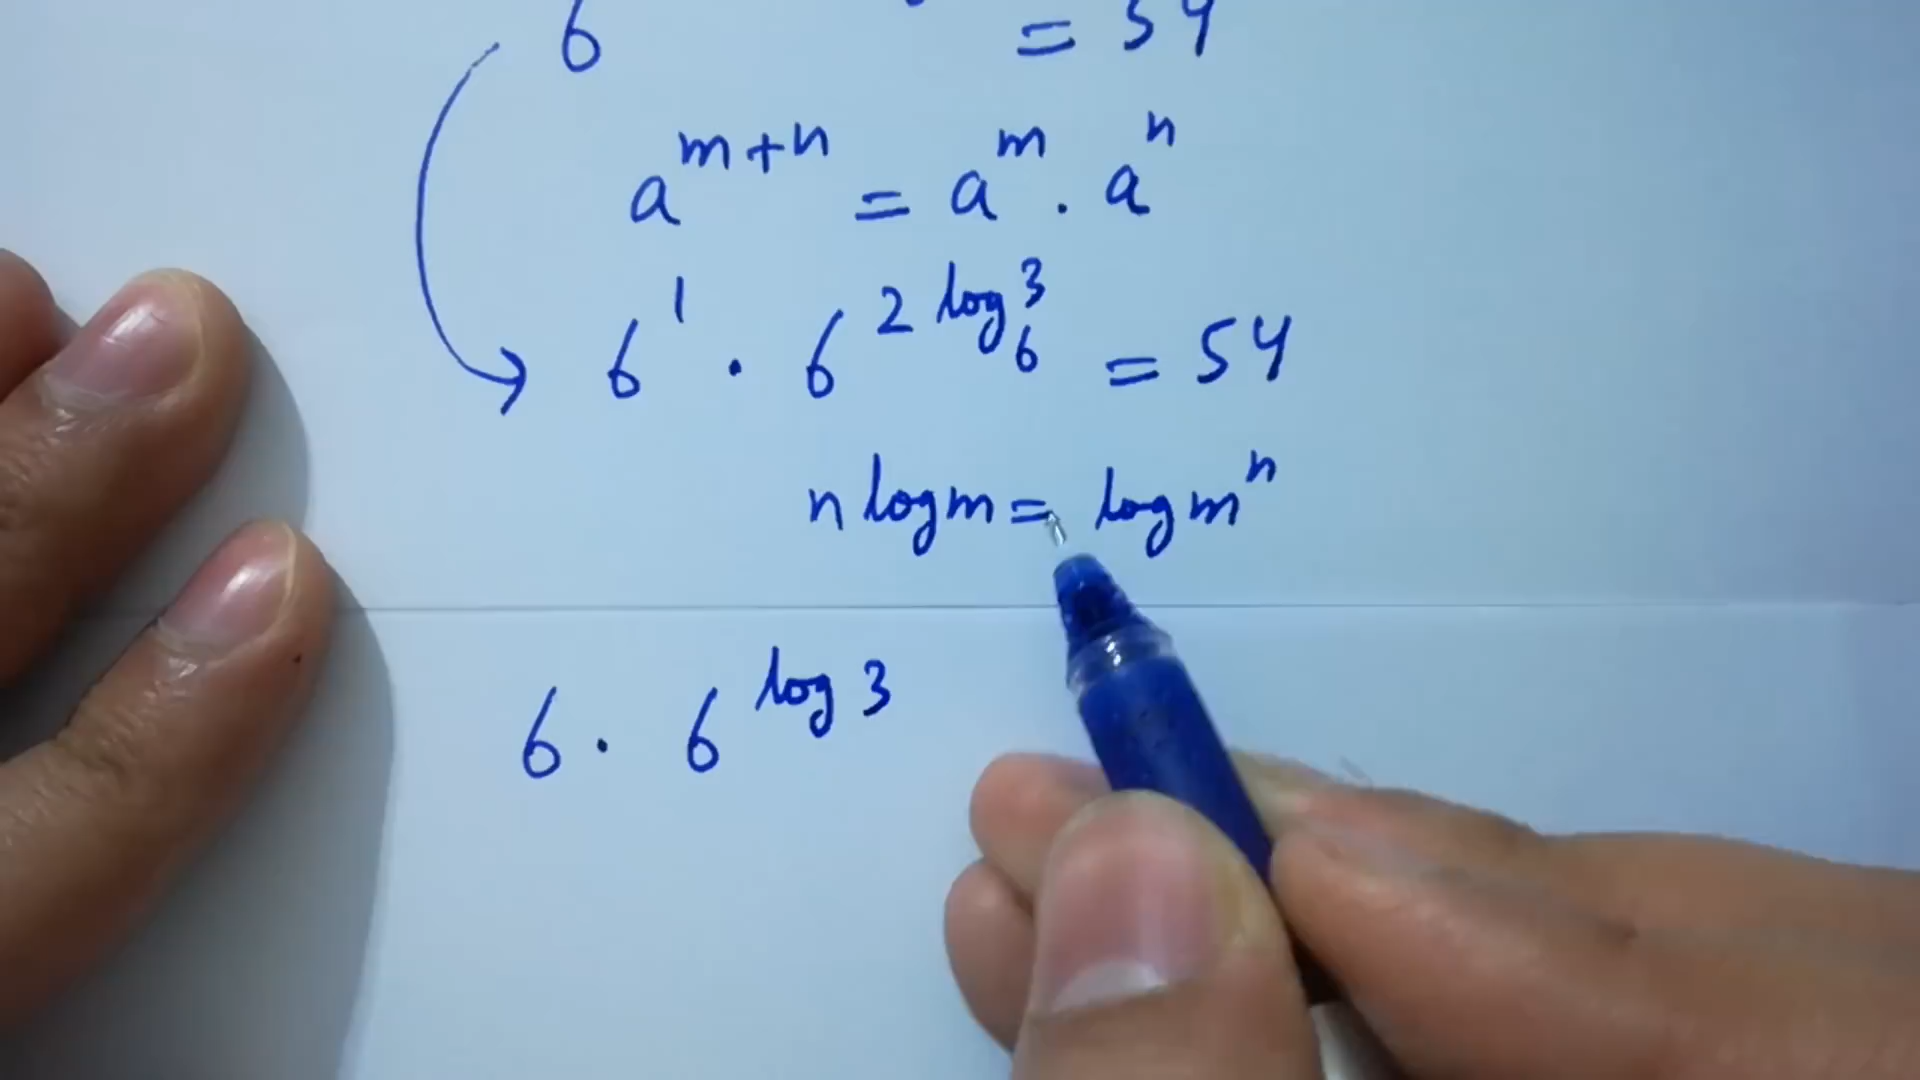 6 = 54
a^{m+n} = a^m . a^n
6^1 . 6^{2 log_6 3} = 54
n log m = log m^n
6 . 6^{log 3}